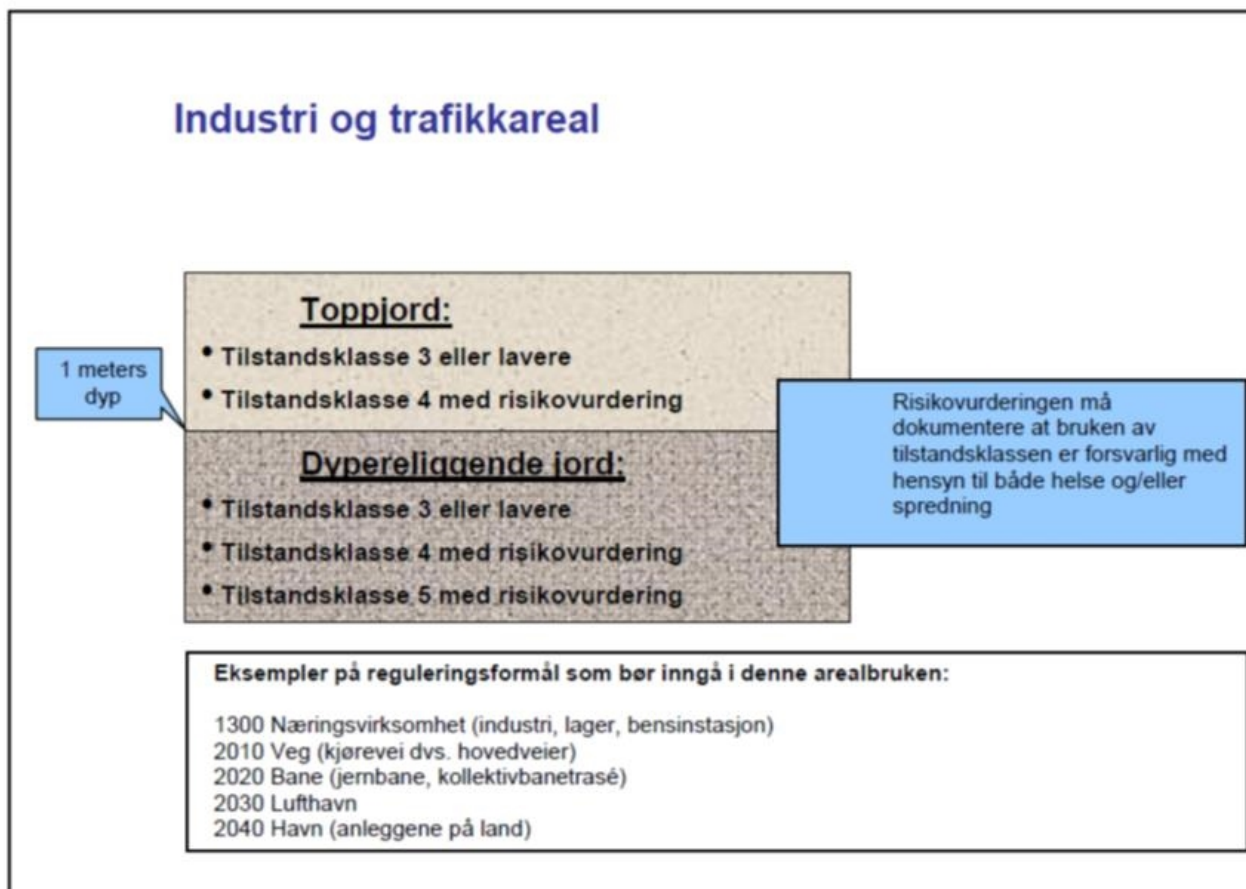 Industri og trafikkareal
Toppjord:
• Tilstandsklasse 3 eller lavere
• Tilstandsklasse 4 med risikovurdering
1 meters
dyp
Dypereliggende jord:
• Tilstandsklasse 3 eller lavere
• Tilstandsklasse 4 med risikovurdering
• Tilstandsklasse 5 med risikovurdering
Risikovurderingen må
dokumentere at bruken av
tilstandsklassen er forsvarlig med
hensyn til både helse og/eller
spredning
Eksempler på reguleringsformål som bør inngå i denne arealbruken:
1300 Næringsvirksomhet (industri, lager, bensinstasjon)
2010 Veg (kjørevei dvs. hovedveier)
2020 Bane (jernbane, kollektivbanetrasé)
2030 Lufthavn
2040 Havn (anleggene på land)